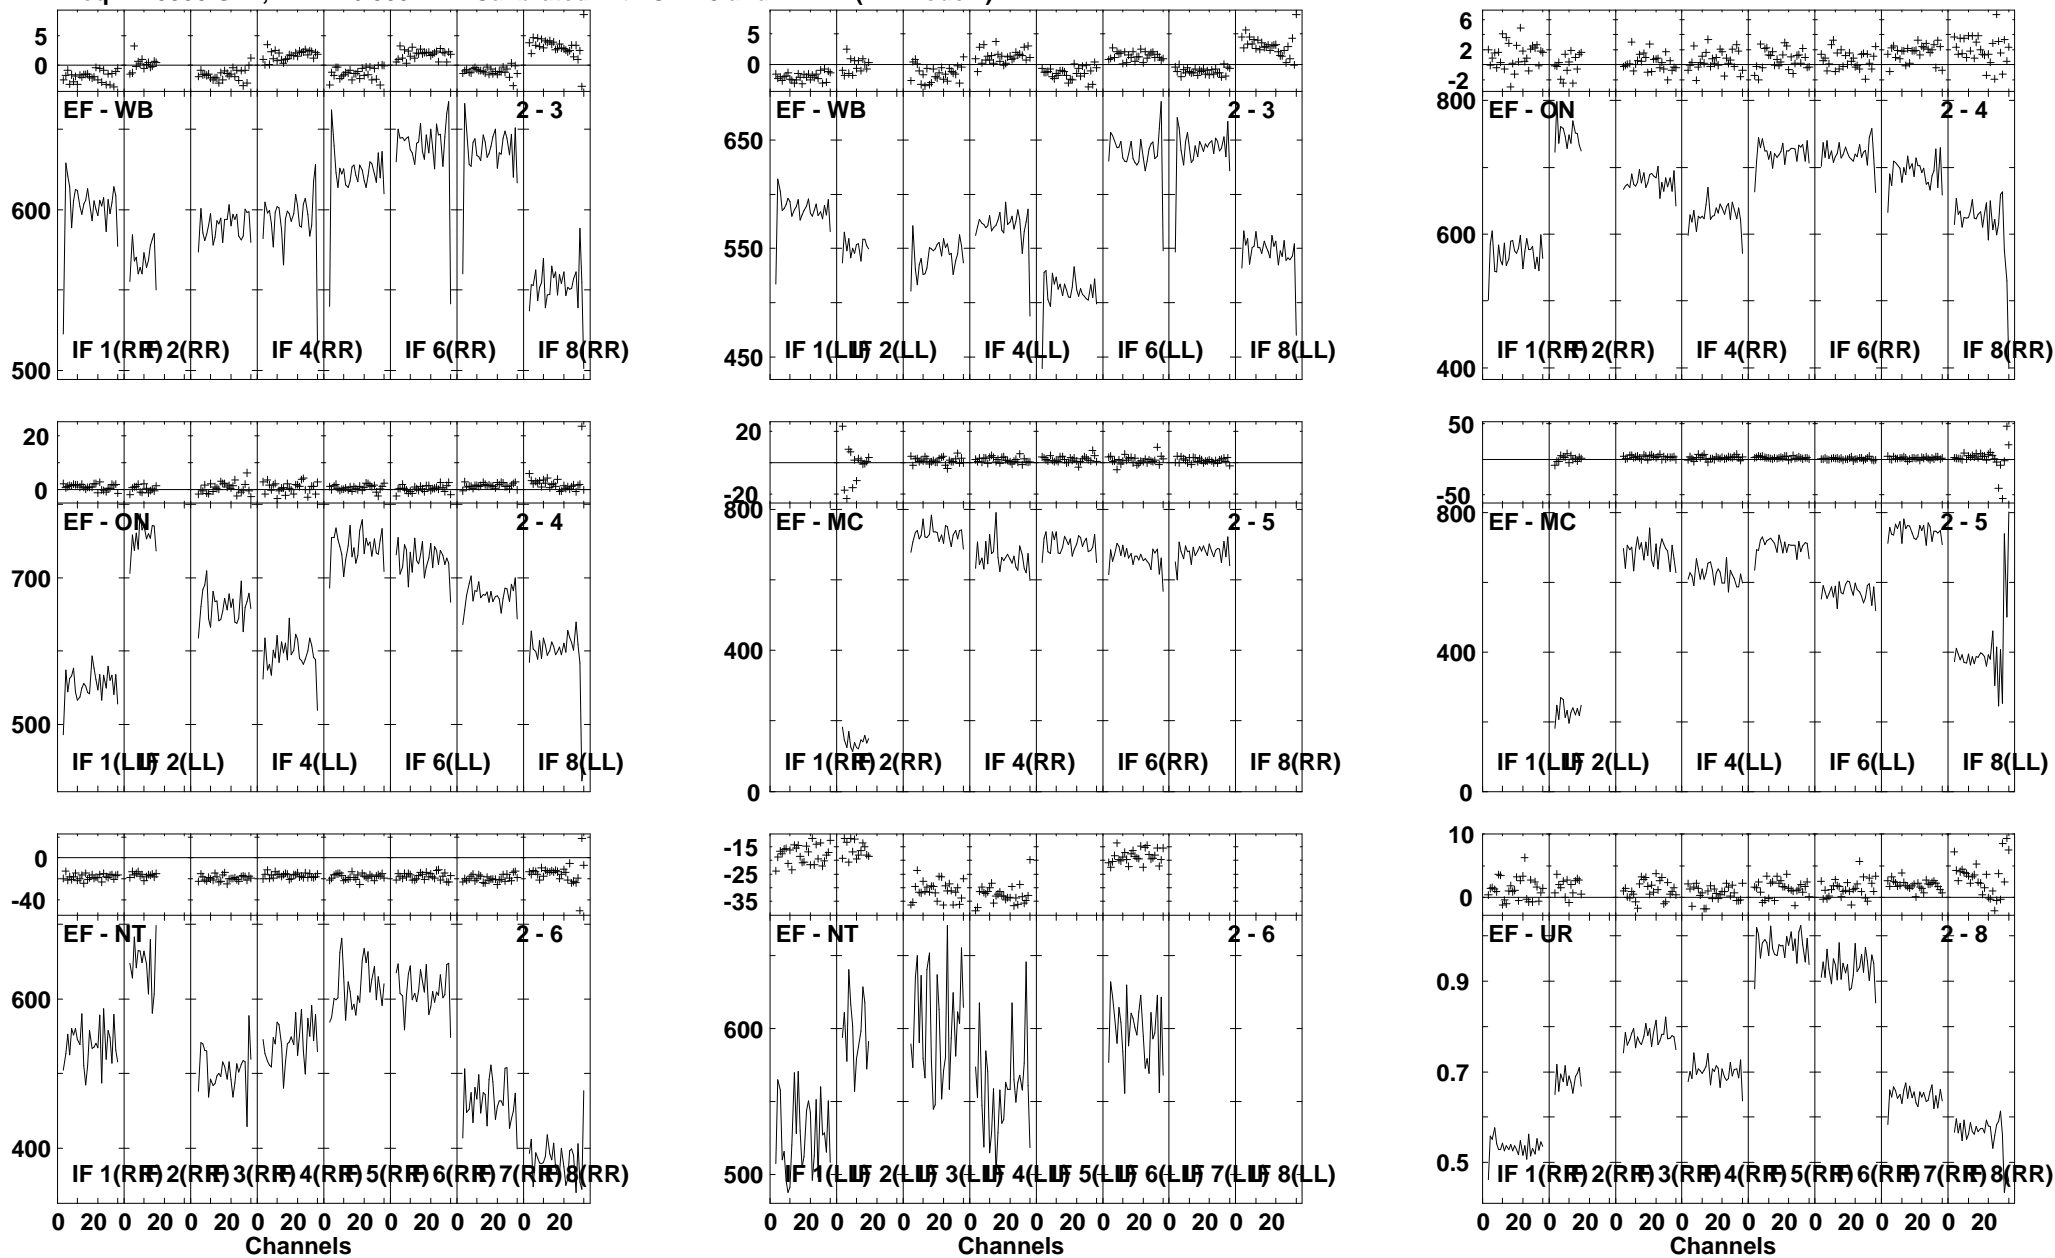 5
0
EF - WB 2 - 3
600
500
IF 1(RR) IF 2(RR) IF 4(RR) IF 6(RR) IF 8(RR)
5
0
EF - WB 2 - 3
650
550
450
IF 1(LL) IF 2(LL) IF 4(LL) IF 6(LL) IF 8(LL)
6
2
-2
EF - ON 2 - 4
800
600
400
IF 1(RR) IF 2(RR) IF 4(RR) IF 6(RR) IF 8(RR)
20
0
EF - ON 2 - 4
700
500
IF 1(LL) IF 2(LL) IF 4(LL) IF 6(LL) IF 8(LL)
20
-20
EF - MC 2 - 5
800
400
0
IF 1(RR) IF 2(RR) IF 4(RR) IF 6(RR) IF 8(RR)
50
-50
EF - MC 2 - 5
800
400
0
IF 1(LL) IF 2(LL) IF 4(LL) IF 6(LL) IF 8(LL)
0
-40
EF - NT 2 - 6
600
400
IF 1(RR) IF 2(RR) IF 3(RR) IF 4(RR) IF 5(RR) IF 6(RR) IF 7(RR) IF 8(RR)
0 20 0 20 0 20 0 20 0 20 0 20 0 20 0 20
Channels
-15
-25
-35
EF - NT 2 - 6
600
500
IF 1(LL) IF 2(LL) IF 3(LL) IF 4(LL) IF 5(LL) IF 6(LL) IF 7(LL) IF 8(LL)
0 20 0 20 0 20 0 20 0 20 0 20 0 20 0 20
Channels
10
0
EF - UR 2 - 8
0.9
0.7
0.5
IF 1(RR) IF 2(RR) IF 3(RR) IF 4(RR) IF 5(RR) IF 6(RR) IF 7(RR) IF 8(RR)
0 20 0 20 0 20 0 20 0 20 0 20 0 20 0 20
Channels